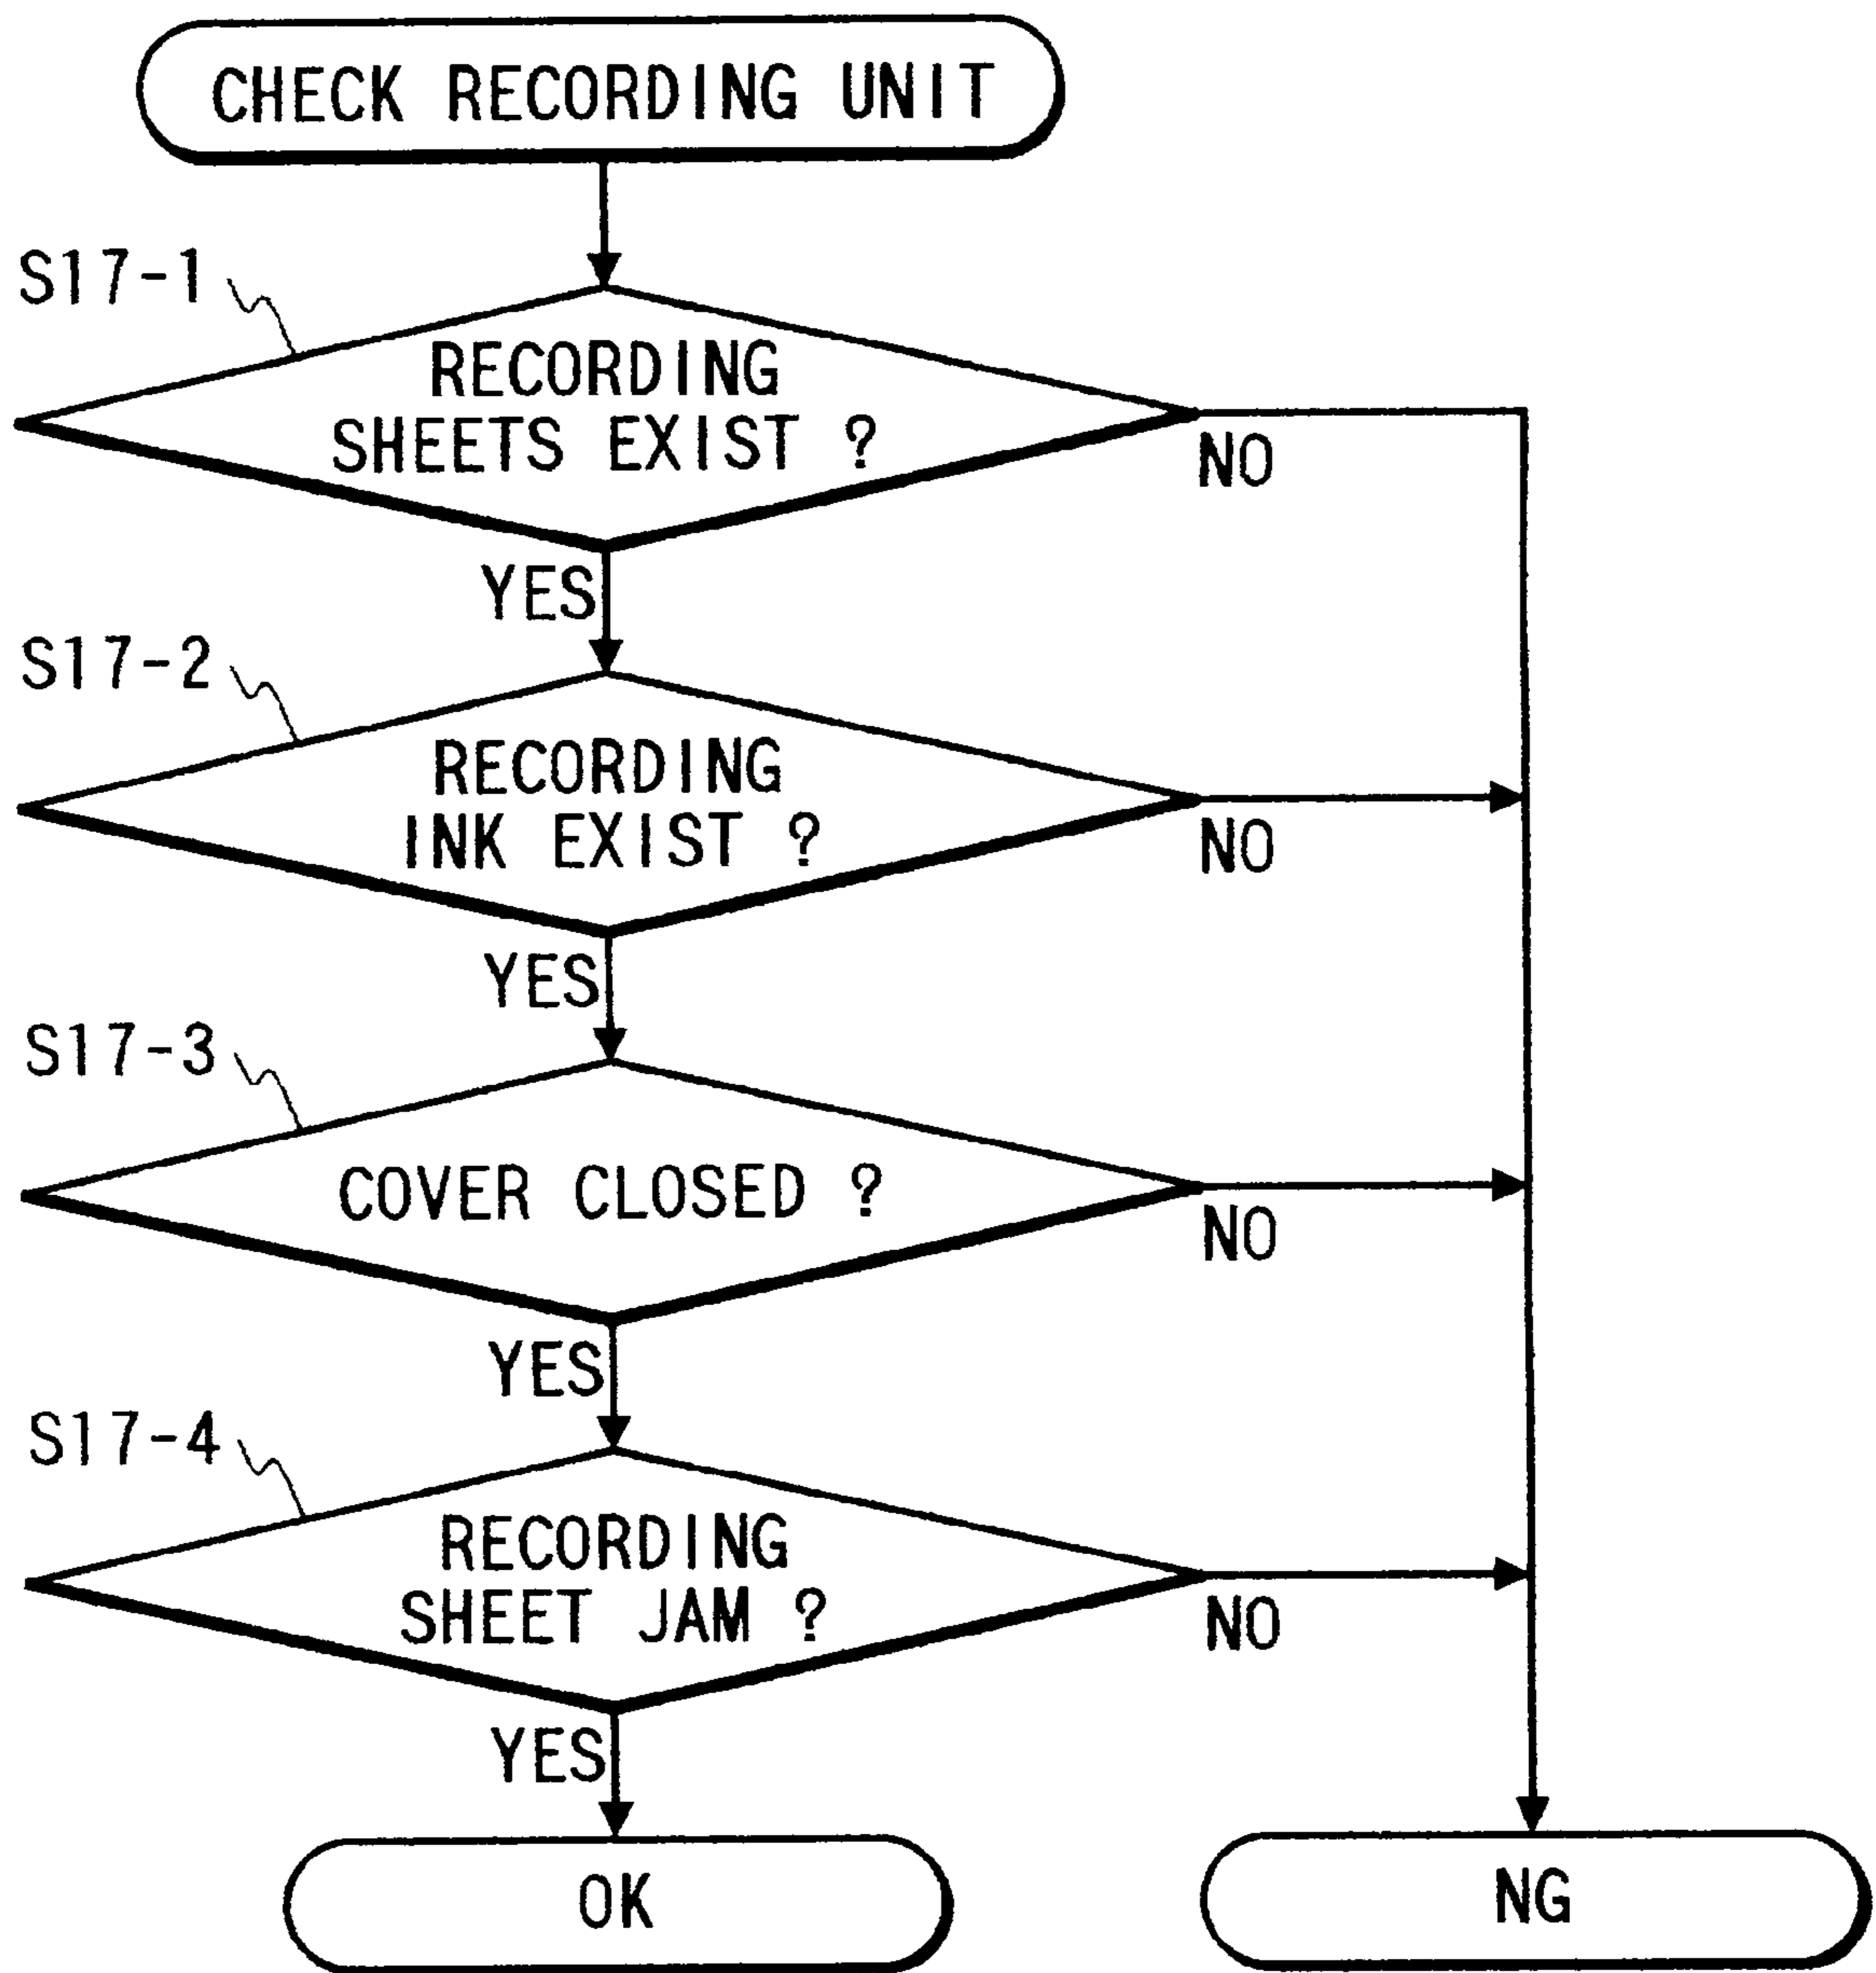 CHECK RECORDING UNIT
S17-1
RECORDING
SHEETS EXIST ?
NO
YES
S17-2
RECORDING
INK EXIST ?
NO
YES
S17-3
COVER CLOSED ?
NO
YES
S17-4
RECORDING
SHEET JAM ?
NO
YES
OK
NG